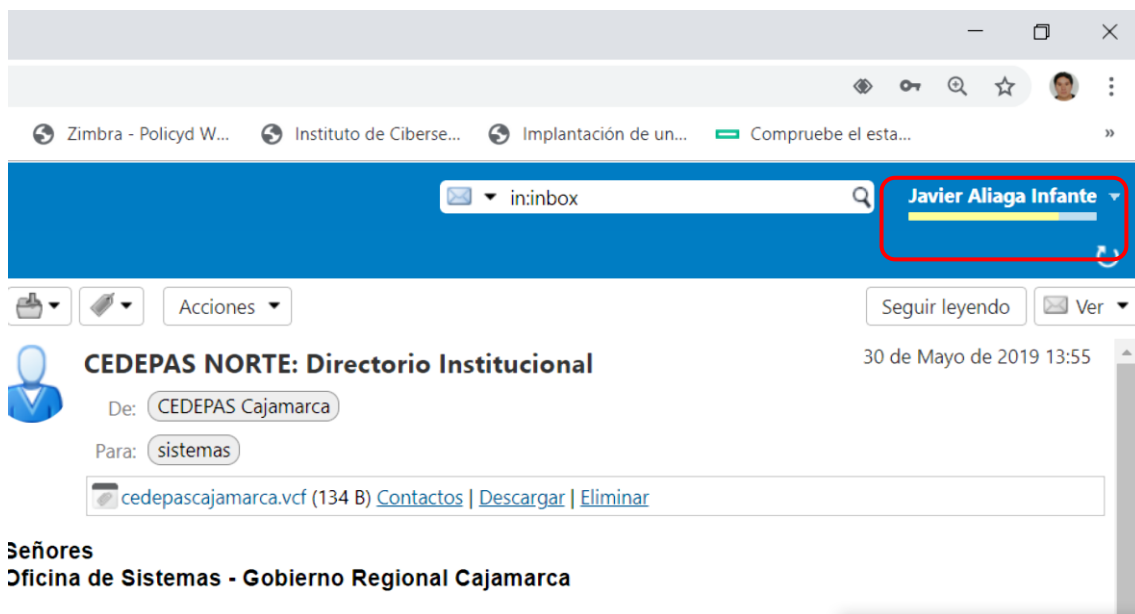 Zimbra - Policyd W... Instituto de Ciberse... Implantación de un... Compruebe el esta... »
in:inbox
Javier Aliaga Infante
Acciones Seguir leyendo Ver
CEDEPAS NORTE: Directorio Institucional 30 de Mayo de 2019 13:55
De: CEDEPAS Cajamarca
Para: sistemas
cedepascajamarca.vcf (134 B) Contactos | Descargar | Eliminar
Señores
Oficina de Sistemas - Gobierno Regional Cajamarca